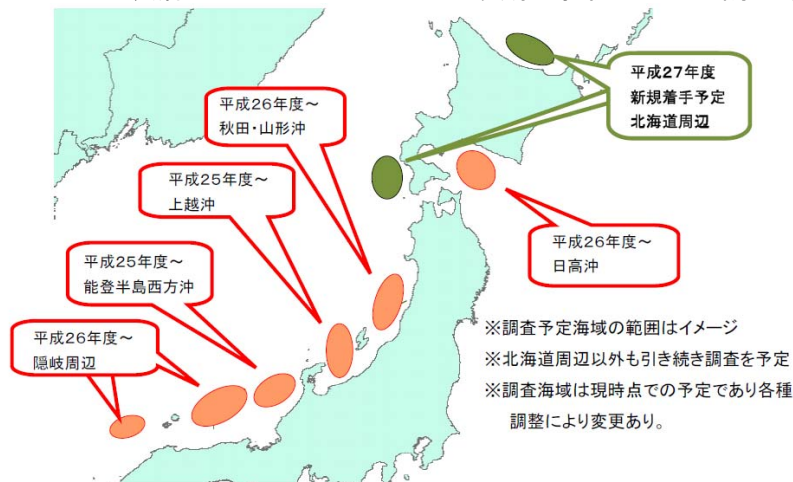 平成27年度
新規着手予定
北海道周辺
平成26年度～
秋田・山形沖
平成25年度～
上越沖
平成25年度～
能登半島西方沖
平成26年度～
隠岐周辺
平成26年度～
日高沖
※調査予定海域の範囲はイメージ
※北海道周辺以外も引き続き調査を予定
※調査海域は現時点での予定であり各種
調整により変更あり。